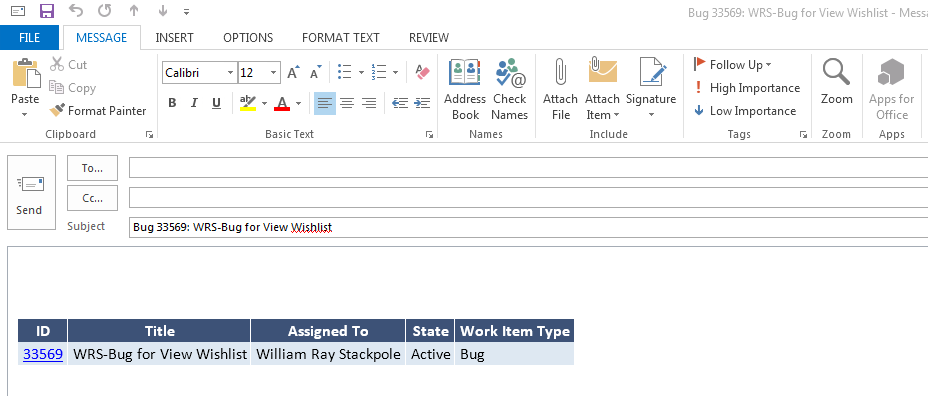 Bug 33569: WRS-Bug for View Wishlist - Messa
FILE MESSAGE INSERT OPTIONS FORMAT TEXT REVIEW
Cut Calibri 12 Follow Up
Copy High Importance
Paste Format Painter B I U A Address Book Check Names Attach File Attach Item Signature Low Importance Zoom Apps for Office
Clipboard Basic Text Names Include Tags Zoom Apps
To...
Cc...
Send
Subject Bug 33569: WRS-Bug for View Wishlist
ID Title Assigned To State Work Item Type
33569 WRS-Bug for View Wishlist William Ray Stackpole Active Bug